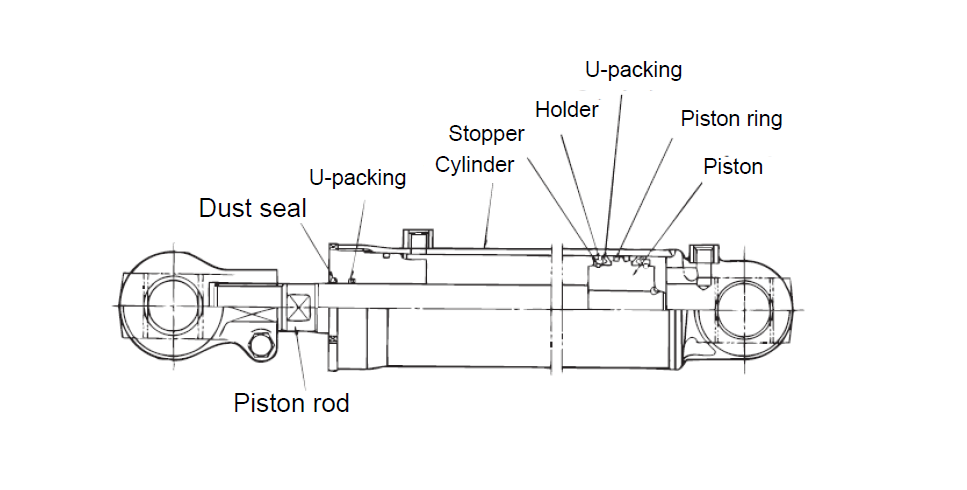 U-packing
Holder
Piston ring
Stopper
Cylinder
Piston
U-packing
Dust seal
Piston rod